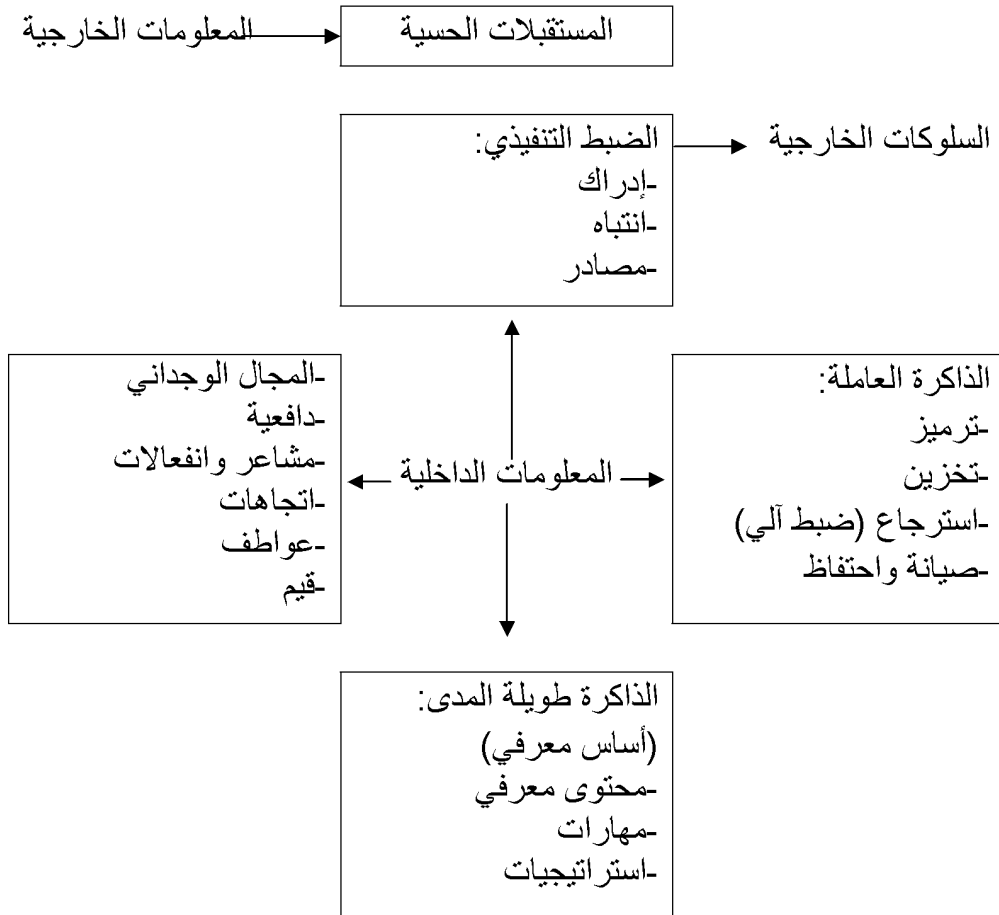 المعلومات الخارجية
المستقبلات الحسية
الضبط التنفيذي:
-إدراك
-انتباه
-مصادر
السلوكات الخارجية
الذاكرة العاملة:
-ترميز
-تخزين
-استرجاع (ضبط آلي)
-صيانة واحتفاظ
المعلومات الداخلية
-المجال الوجداني
-دافعية
-مشاعر وانفعالات
-اتجاهات
-عواطف
-قيم
الذاكرة طويلة المدى:
(أساس معرفي)
-محتوى معرفي
-مهارات
-استراتيجيات